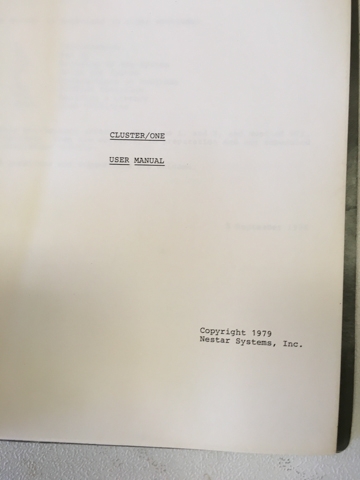 CLUSTER/ONE
USER MANUAL
Copyright 1979
Nestar Systems, Inc.